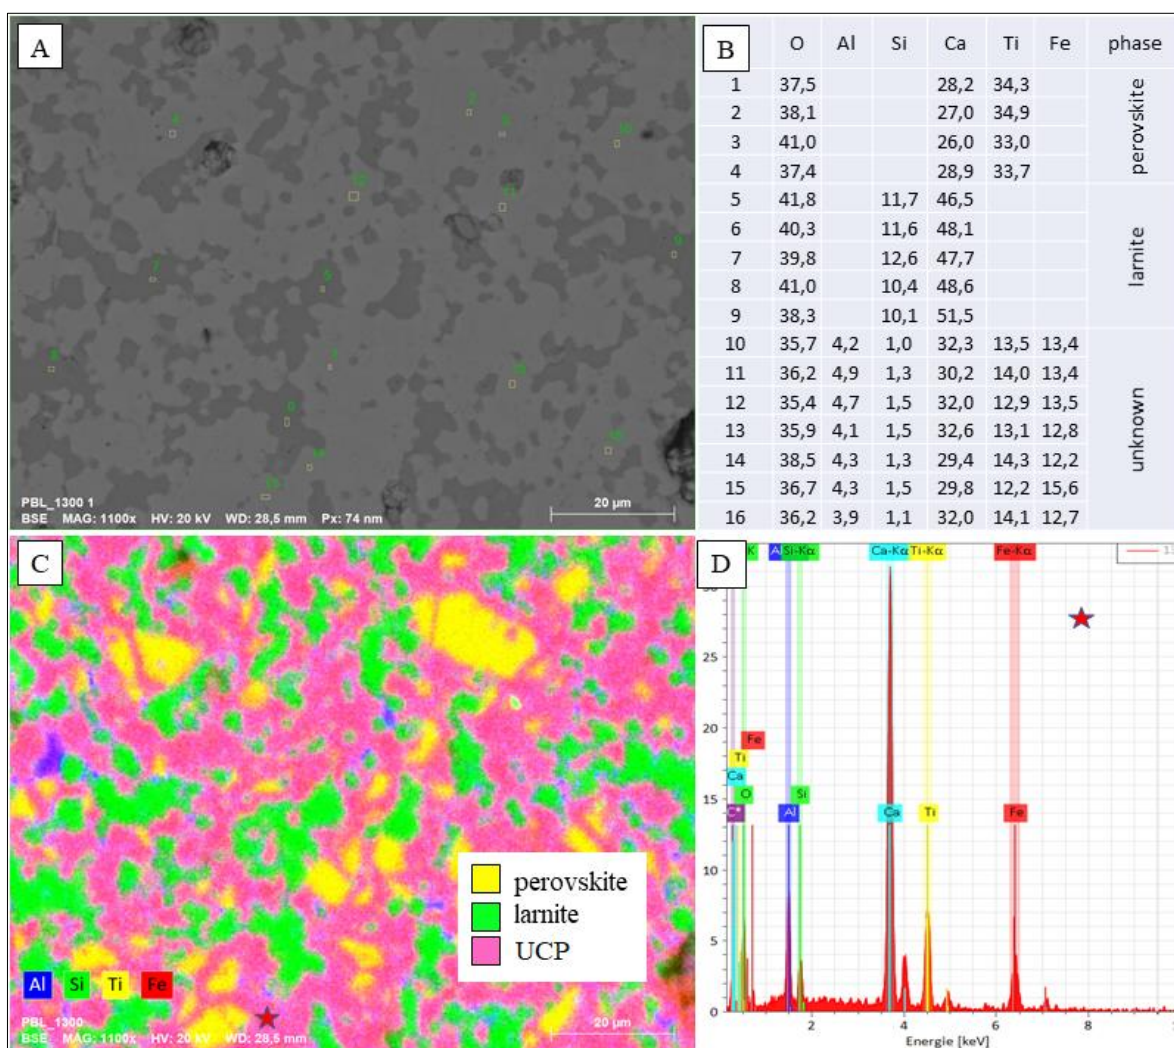 A
PBL_1300 1
BSE MAG: 1100x HV: 20 kV WD: 28,5 mm Px: 74 nm
20 µm
B O Al Si Ca Ti Fe phase
1 37,5 28,2 34,3
2 38,1 27,0 34,9
3 41,0 26,0 33,0
4 37,4 28,9 33,7
perovskite
5 41,8 11,7 46,5
6 40,3 11,6 48,1
7 39,8 12,6 47,7
8 41,0 10,4 48,6
9 38,3 10,1 51,5
larnite
10 35,7 4,2 1,0 32,3 13,5 13,4
11 36,2 4,9 1,3 30,2 14,0 13,4
12 35,4 4,7 1,5 32,0 12,9 13,5
13 35,9 4,1 1,5 32,6 13,1 12,8
14 38,5 4,3 1,3 29,4 14,3 12,2
15 36,7 4,3 1,5 29,8 12,2 15,6
16 36,2 3,9 1,1 32,0 14,1 12,7
unknown
C
perovskite
larnite
UCP
Al Si Ti Fe
PBL_1300
BSE MAG: 1100x HV: 20 kV WD: 28,5 mm
20 µm
D
K A Si-Kα Ca-Kα Ti-Kα Fe-Kα
25
20
15
10
5
0
Fe
Ti
Ca
O Si
C* Al Ca Ti Fe
2 4 6 8
Energie [keV]